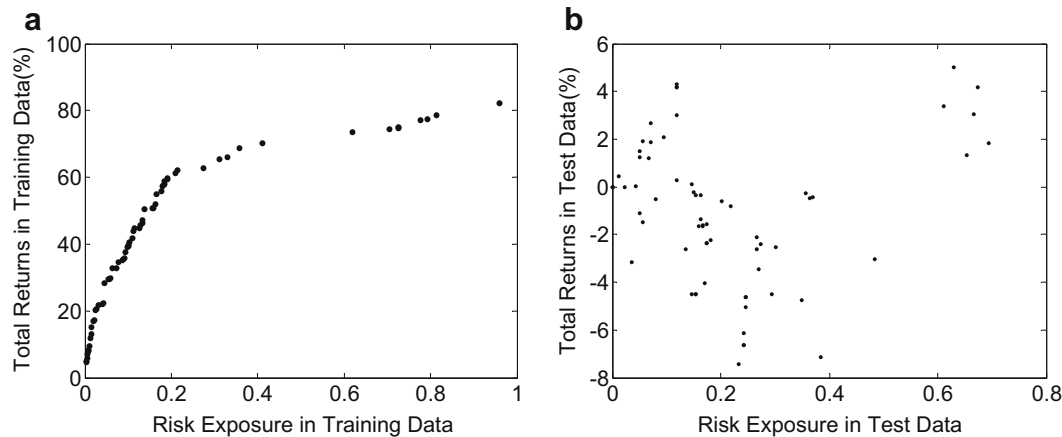 a
Total Returns in Training Data(%)
100
80
60
40
20
0
0 0.2 0.4 0.6 0.8 1
Risk Exposure in Training Data
b
Total Returns in Test Data(%)
6
4
2
0
-2
-4
-6
-8
0 0.2 0.4 0.6 0.8
Risk Exposure in Test Data